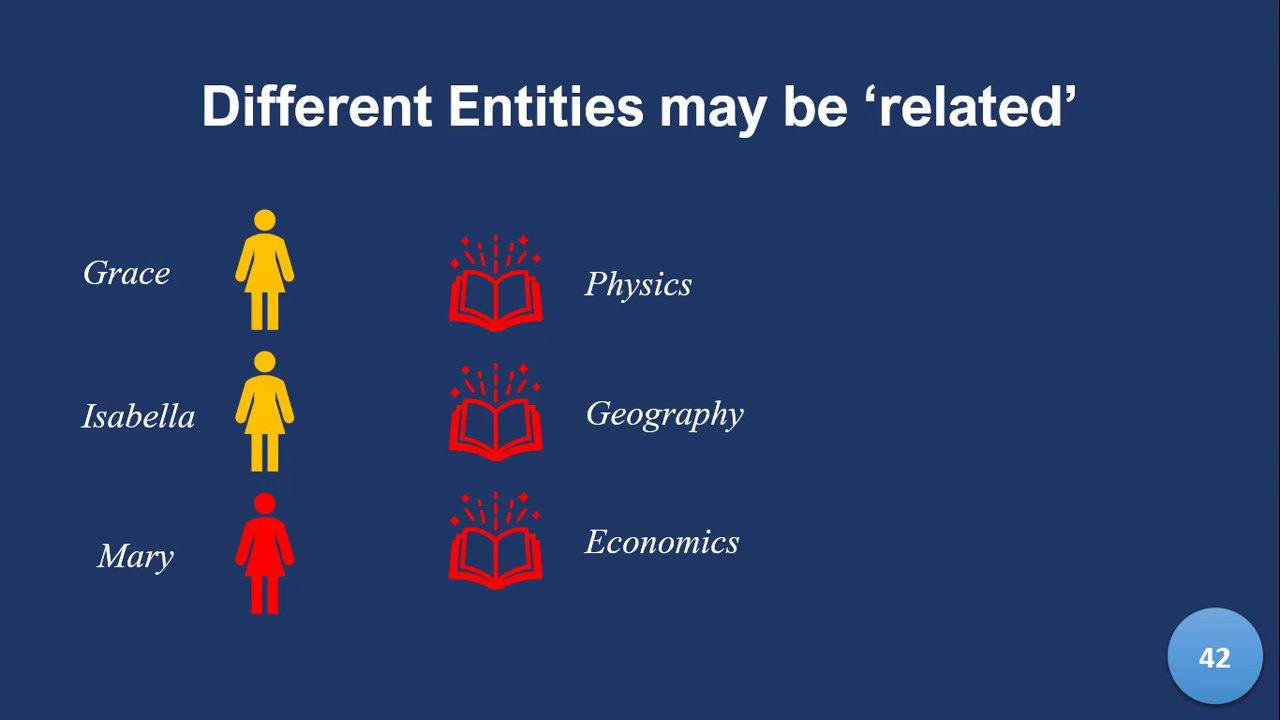 Different Entities may be ‘related’
Grace
Physics
Isabella
Geography
Mary
Economics
42